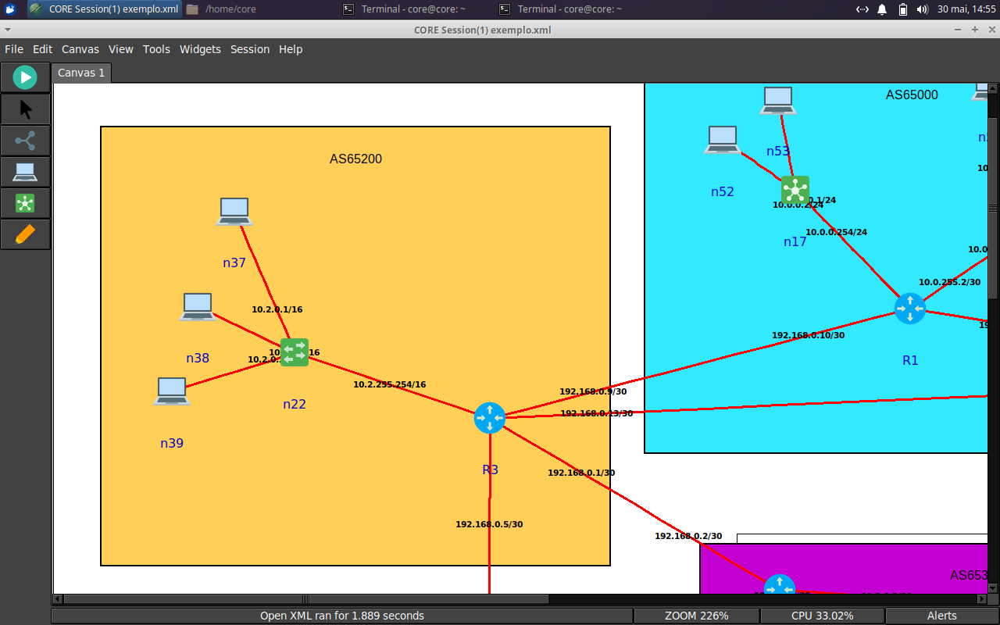 CORE Session(1) exemplo.xml
/home/core
Terminal - core@core: ~
Terminal - core@core: ~
30 mai, 14:55
CORE Session(1) exemplo.xml
File Edit Canvas View Tools Widgets Session Help
Canvas 1
AS65000
n53
n52
10.0.0.2/24
0.1/24
10.0.0.254/24
n17
10.0.255.2/30
192.168.0.10/30
R1
AS65200
n37
10.2.0.1/16
n38
16
10.2.0.
n22
n39
10.2.255.254/16
192.168.0.9/30
192.168.0.13/30
R3
192.168.0.1/30
192.168.0.5/30
192.168.0.2/30
AS653
Open XML ran for 1.889 seconds
ZOOM 226%
CPU 33.02%
Alerts